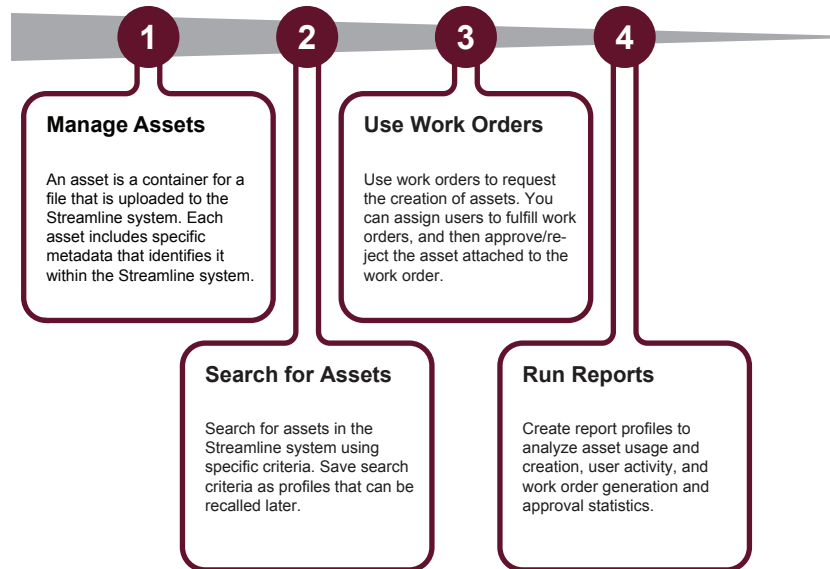 1
2
3
4
Manage Assets
An asset is a container for a
file that is uploaded to the
Streamline system. Each
asset includes specific
metadata that identifies it
within the Streamline system.
Use Work Orders
Use work orders to request
the creation of assets. You
can assign users to fulfill work
orders, and then approve/re-
ject the asset attached to the
work order.
Search for Assets
Search for assets in the
Streamline system using
specific criteria. Save search
criteria as profiles that can be
recalled later.
Run Reports
Create report profiles to
analyze asset usage and
creation, user activity, and
work order generation and
approval statistics.